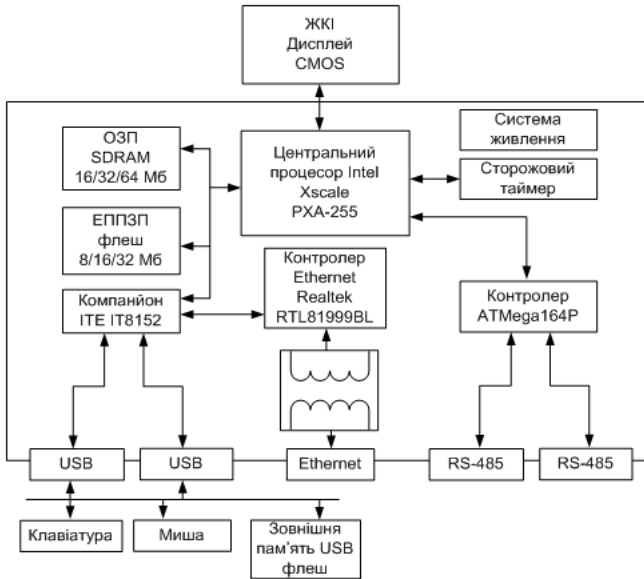 ЖКІ
Дисплей
CMOS
ОЗП
SDRAM
16/32/64 Мб
Центральний
процесор Intel
Xscale
PXA-255
Система
живлення
Сторожовий
таймер
ЕППЗП
флеш
8/16/32 Мб
Контролер
Ethernet
Realtek
RTL81999BL
Компанйон
ITE IT8152
Контролер
ATMega164P
USB
USB
Ethernet
RS-485
RS-485
Клавіатура
Миша
Зовнішня
пам'ять USB
флеш